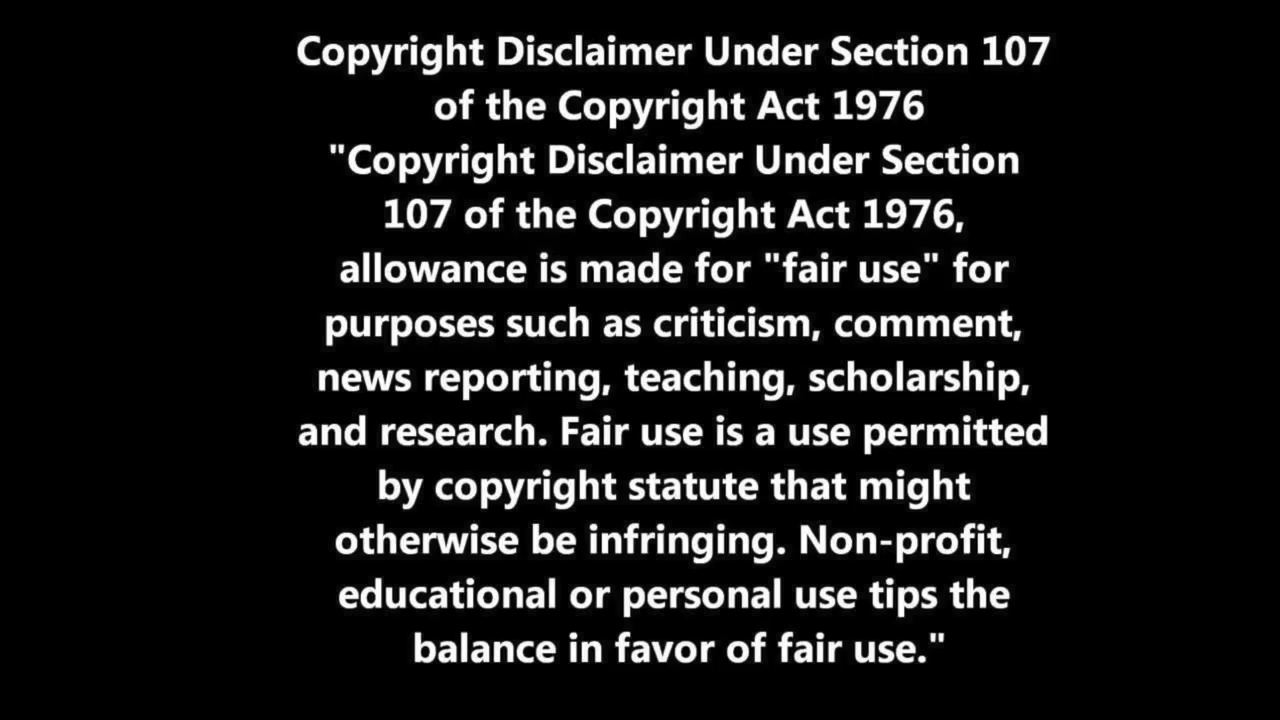 Copyright Disclaimer Under Section 107
of the Copyright Act 1976
"Copyright Disclaimer Under Section
107 of the Copyright Act 1976,
allowance is made for "fair use" for
purposes such as criticism, comment,
news reporting, teaching, scholarship,
and research. Fair use is a use permitted
by copyright statute that might
otherwise be infringing. Non-profit,
educational or personal use tips the
balance in favor of fair use."